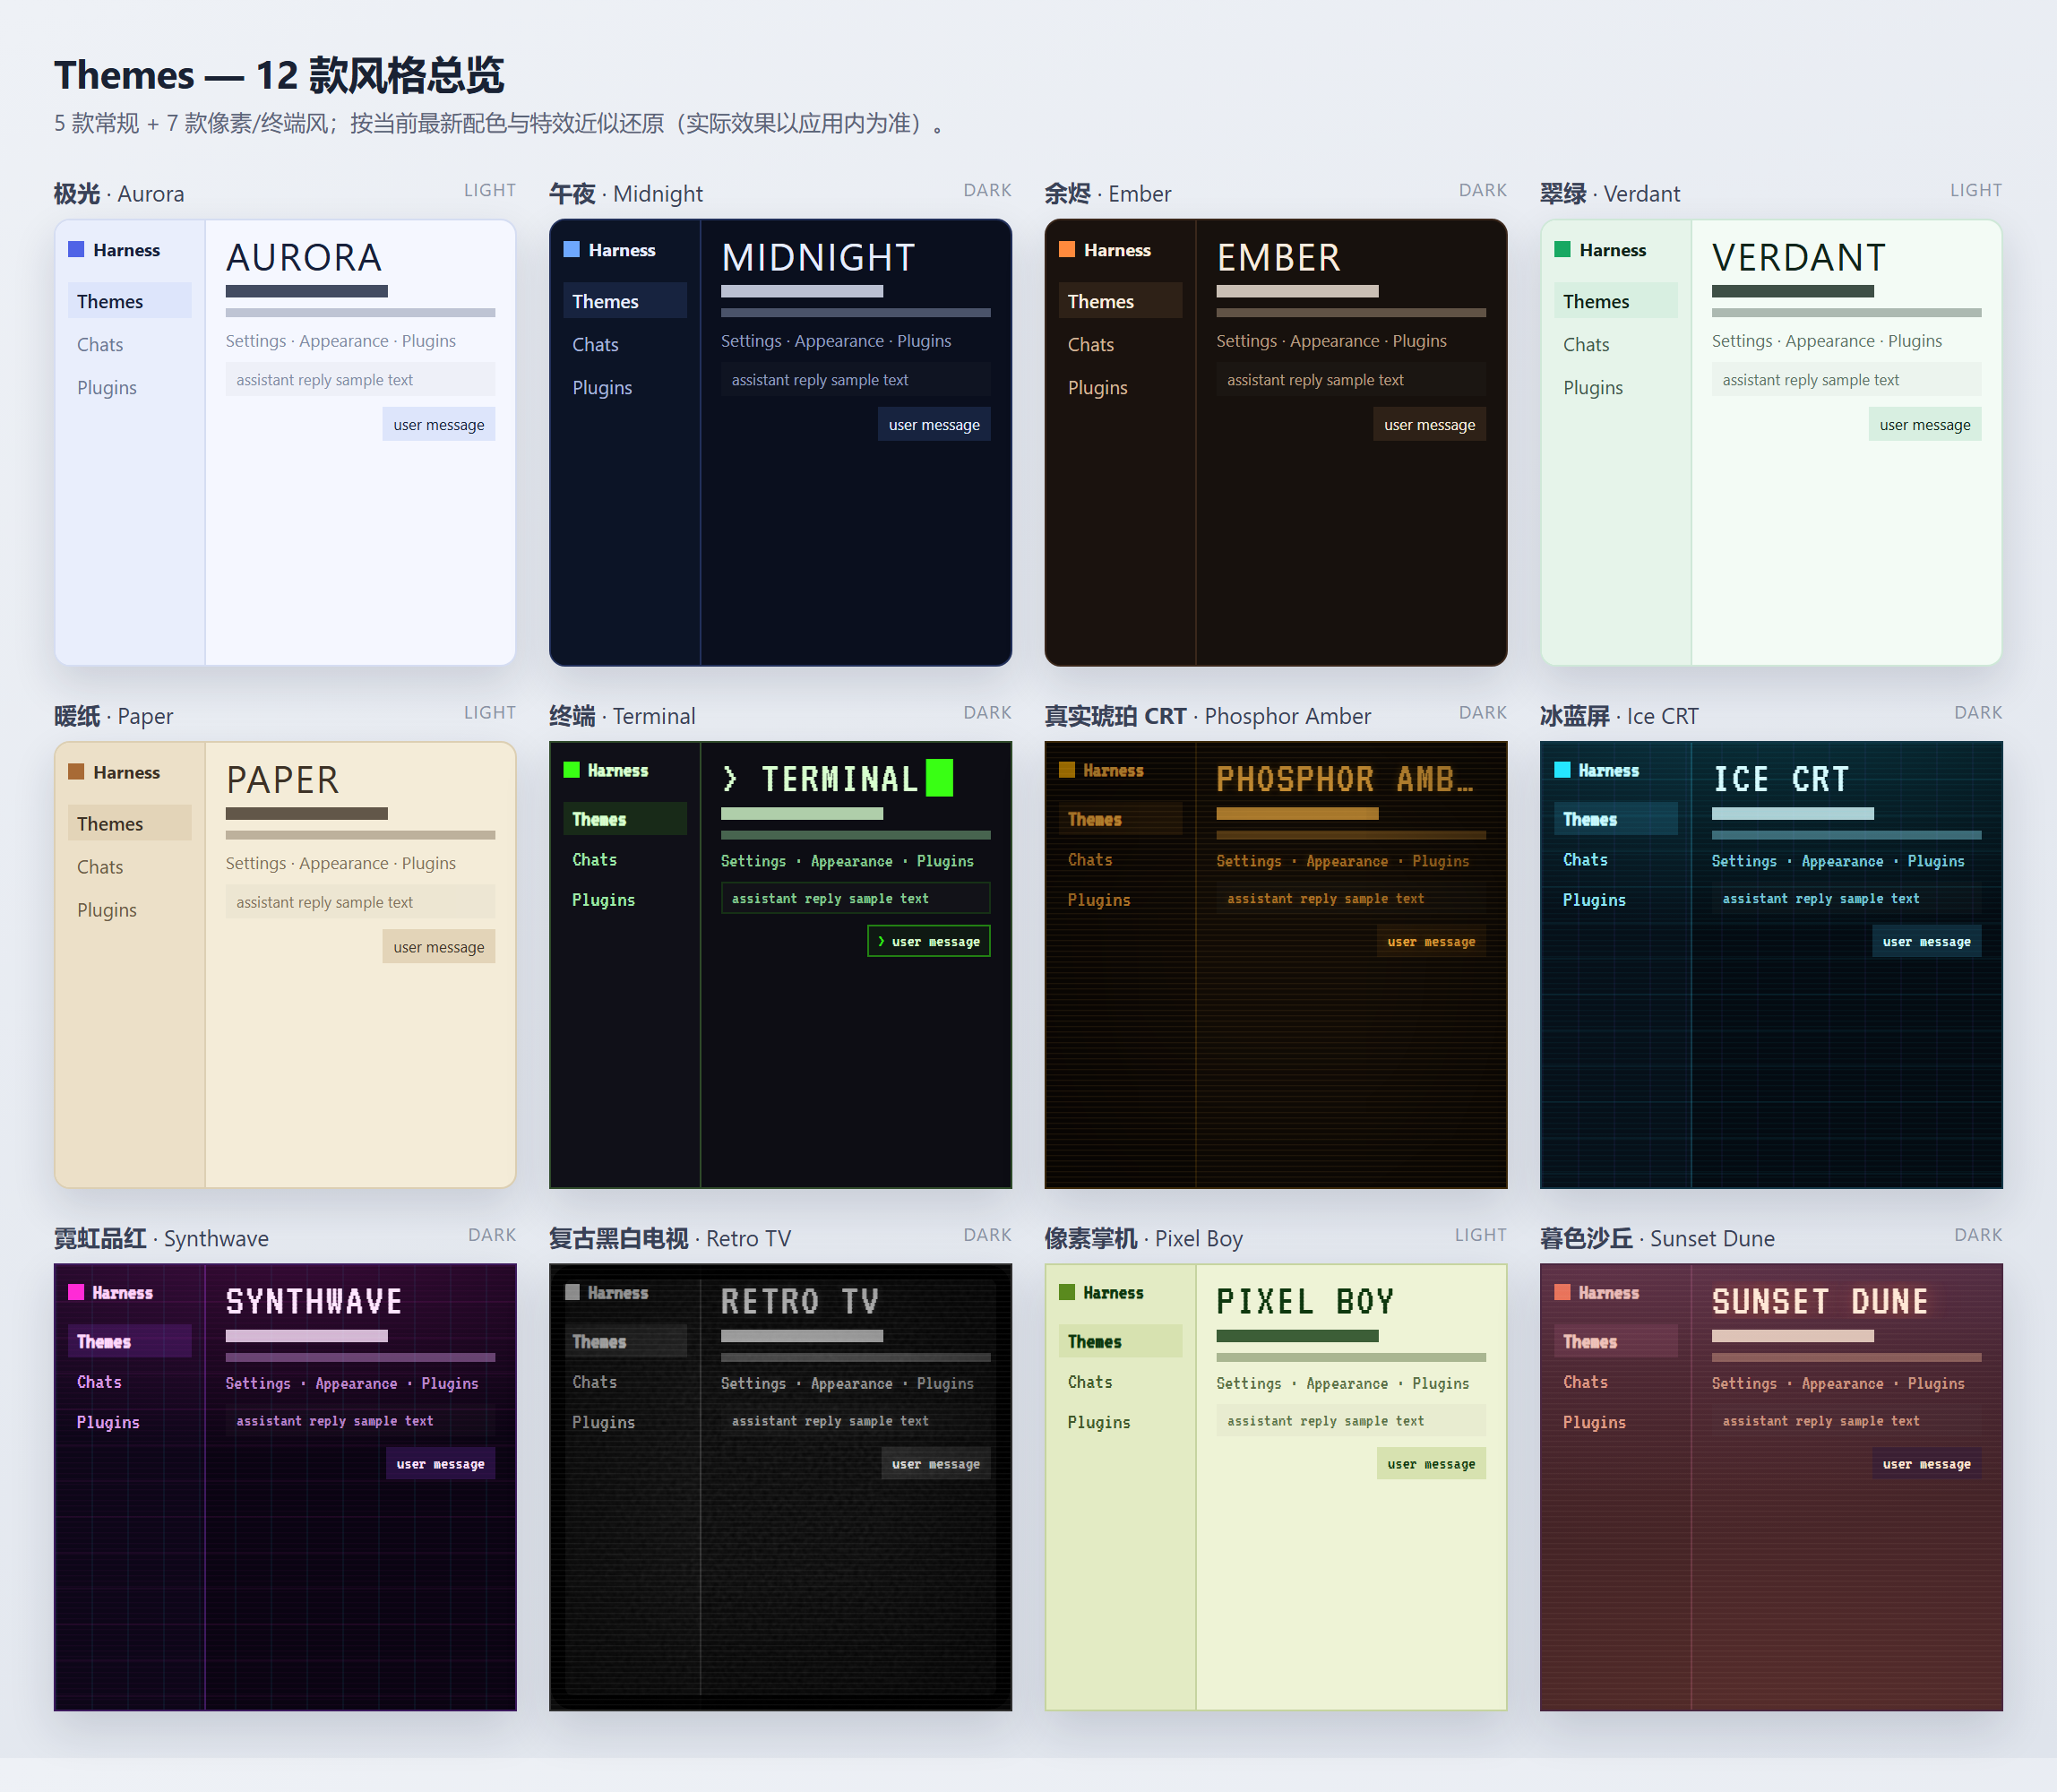 Themes — 12 款风格总览
5 款常规 + 7 款像素/终端风；按当前最新配色与特效近似还原（实际效果以应用内为准）。
极光 · Aurora LIGHT
Harness
Themes
Chats
Plugins
AURORA
Settings · Appearance · Plugins
assistant reply sample text
user message
午夜 · Midnight DARK
Harness
Themes
Chats
Plugins
MIDNIGHT
Settings · Appearance · Plugins
assistant reply sample text
user message
余烬 · Ember DARK
Harness
Themes
Chats
Plugins
EMBER
Settings · Appearance · Plugins
assistant reply sample text
user message
翠绿 · Verdant LIGHT
Harness
Themes
Chats
Plugins
VERDANT
Settings · Appearance · Plugins
assistant reply sample text
user message
暖纸 · Paper LIGHT
Harness
Themes
Chats
Plugins
PAPER
Settings · Appearance · Plugins
assistant reply sample text
user message
终端 · Terminal DARK
Harness
Themes
Chats
Plugins
❯ TERMINAL
Settings · Appearance · Plugins
assistant reply sample text
❯ user message
真实琥珀 CRT · Phosphor Amber DARK
Harness
Themes
Chats
Plugins
PHOSPHOR AMB…
Settings · Appearance · Plugins
assistant reply sample text
user message
冰蓝屏 · Ice CRT DARK
Harness
Themes
Chats
Plugins
ICE CRT
Settings · Appearance · Plugins
assistant reply sample text
user message
霓虹品红 · Synthwave DARK
Harness
Themes
Chats
Plugins
SYNTHWAVE
Settings · Appearance · Plugins
assistant reply sample text
user message
复古黑白电视 · Retro TV DARK
Harness
Themes
Chats
Plugins
RETRO TV
Settings · Appearance · Plugins
assistant reply sample text
user message
像素掌机 · Pixel Boy LIGHT
Harness
Themes
Chats
Plugins
PIXEL BOY
Settings · Appearance · Plugins
assistant reply sample text
user message
暮色沙丘 · Sunset Dune DARK
Harness
Themes
Chats
Plugins
SUNSET DUNE
Settings · Appearance · Plugins
assistant reply sample text
user message